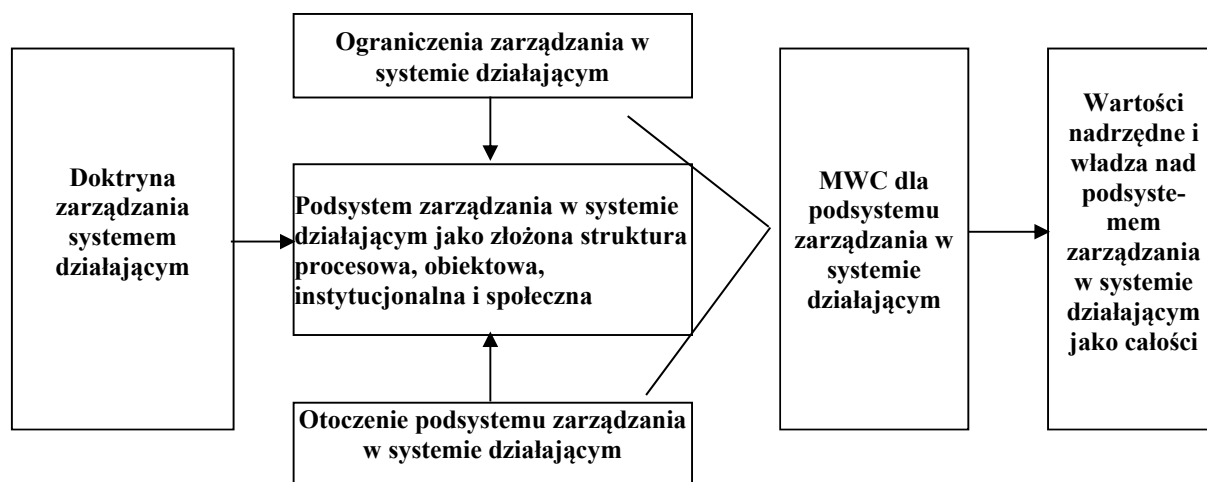 Doktryna
zarządzania
systemem
działającym
Ograniczenia zarządzania w
systemie działającym
Podsystem zarządzania w systemie
działającym jako złożona struktura
procesowa, obiektowa,
instytucjonalna i społeczna
Otoczenie podsystemu zarządzania
w systemie działającym
MWC dla
podsystemu
zarządzania w
systemie
działającym
Wartości
nadrzędne i
władza nad
podsyste-
mem
zarządzania
w systemie
działającym
jako całości